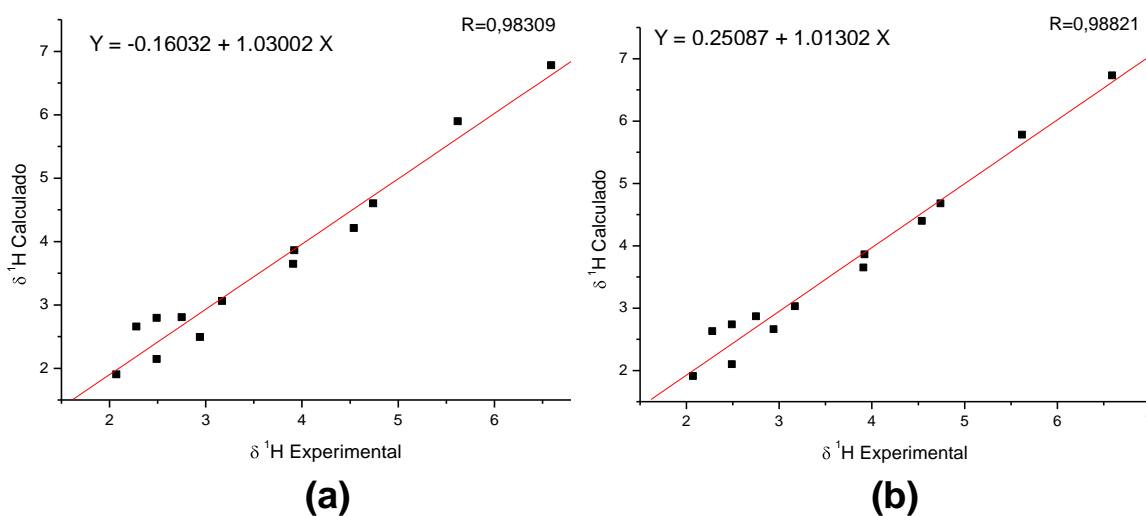 Y = -0.16032 + 1.03002 X
R=0,98309
7
6
5
4
3
2
δ ¹H Calculado
2 3 4 5 6
δ ¹H Experimental
(a)
Y = 0.25087 + 1.01302 X
R=0,98821
7
6
5
4
3
2
δ ¹H Calculado
2 3 4 5 6
δ ¹H Experimental
(b)